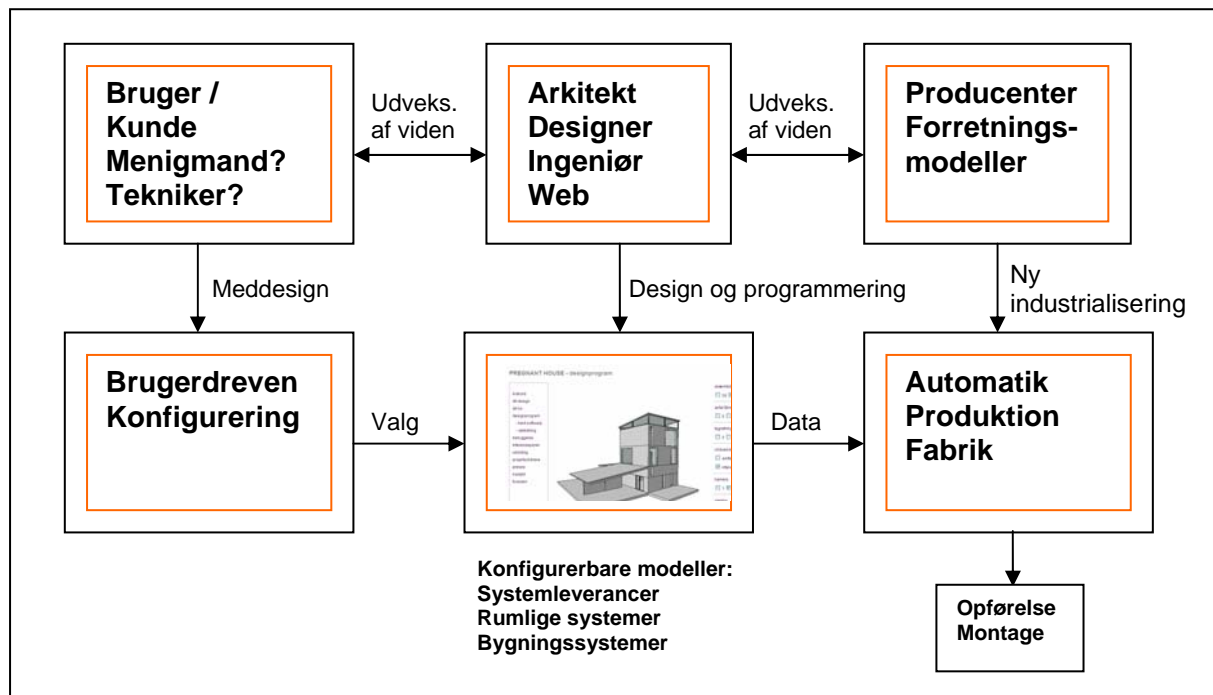 Bruger /
Kunde
Menigmand?
Tekniker?
Udveks.
af viden
Arkitekt
Designer
Ingeniør
Web
Udveks.
af viden
Producenter
Forretnings-
modeller
Meddesign
Design og programmering
Ny
industrialisering
Brugerdreven
Konfigurering
Valg
PREGNANT HOUSE - designprogram
Data
Automatik
Produktion
Fabrik
Konfigurerbare modeller:
Systemleverancer
Rumlige systemer
Bygningssystemer
Opførelse
Montage